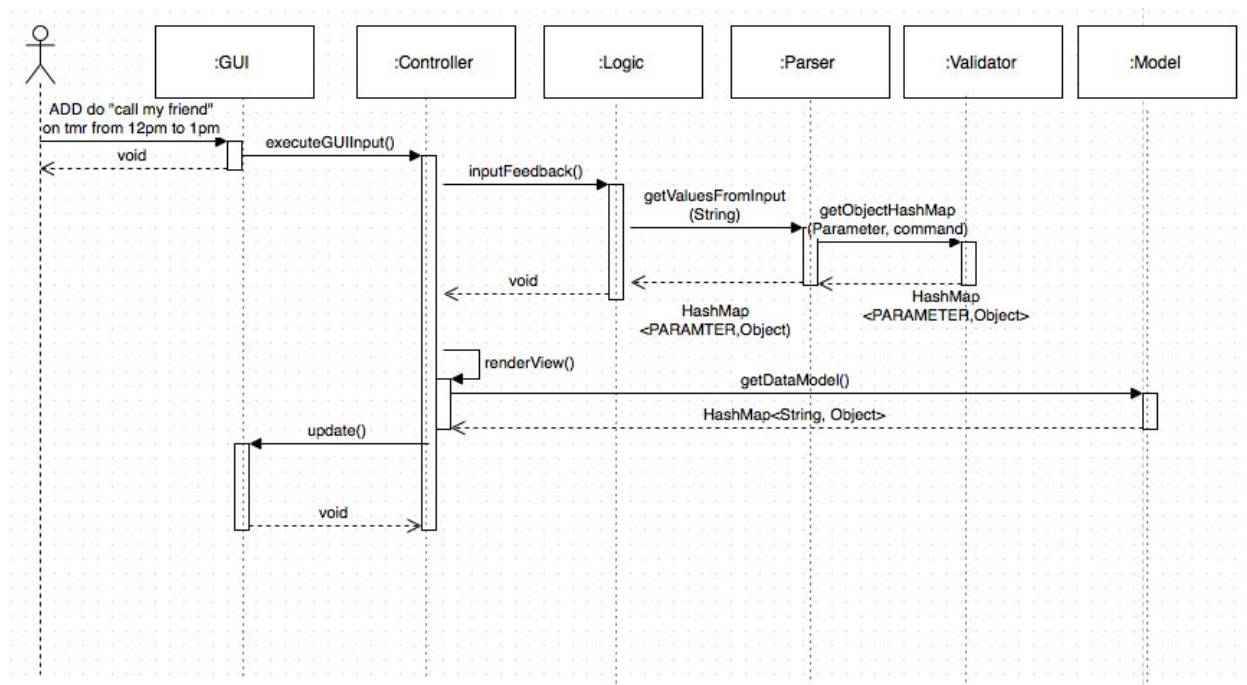 :GUI
:Controller
:Logic
:Parser
:Validator
:Model
ADD do "call my friend"
on tmr from 12pm to 1pm
void
executeGUIInput()
inputFeedback()
getValuesFromInput
(String)
getObjectHashMap
(Parameter, command)
void
HashMap
<PARAMTER,Object)
HashMap
<PARAMETER,Object>
renderView()
getDataModel()
HashMap<String, Object>
update()
void